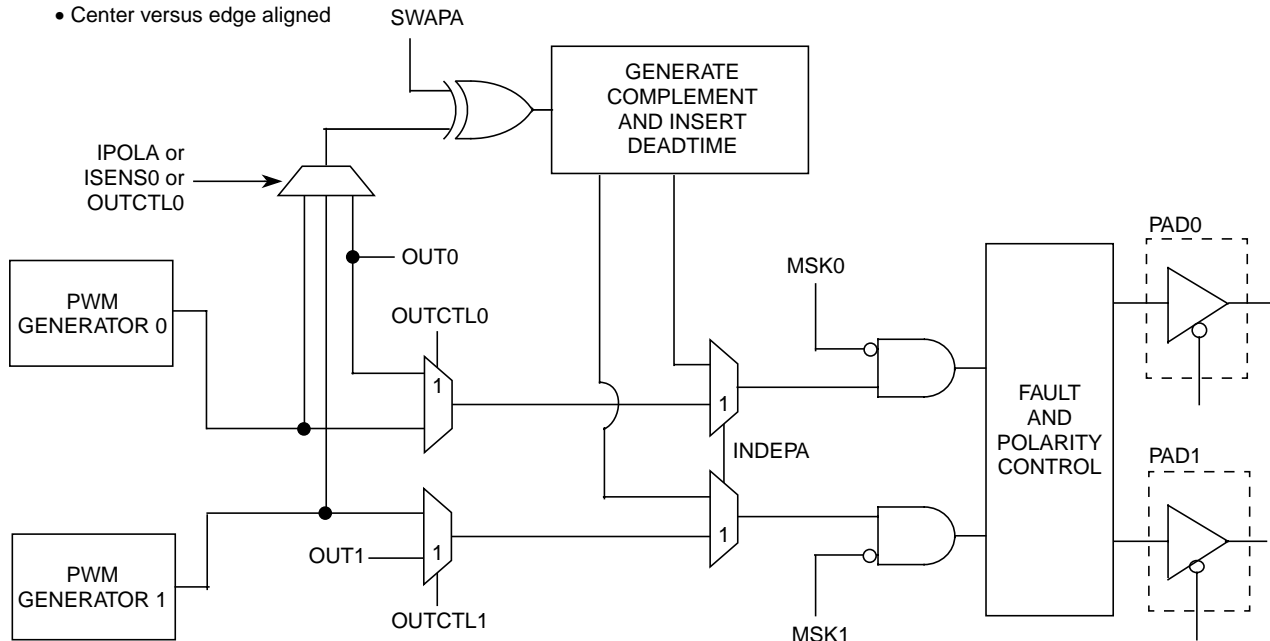 • Center versus edge aligned
SWAPA
GENERATE
COMPLEMENT
AND INSERT
DEADTIME
IPOLA or
ISENS0 or
OUTCTL0
OUT0
PWM
GENERATOR 0
OUTCTL0
1
1
MSK0
PAD0
FAULT
AND
POLARITY
CONTROL
INDEPA
PAD1
PWM
GENERATOR 1
OUT1
1
1
OUTCTL1
MSK1